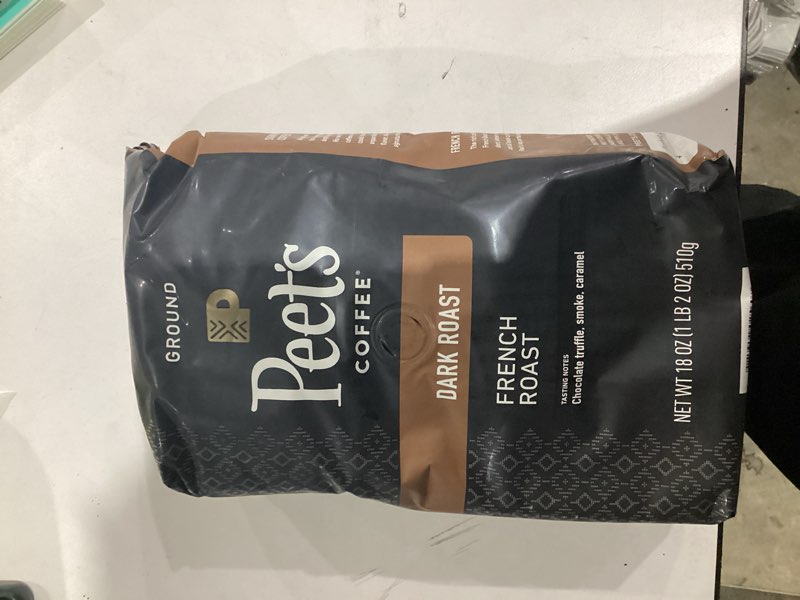 GROUND
P
Peet's
COFFEE®
DARK ROAST
FRENCH
ROAST
TASTING NOTES
Chocolate truffle, smoke, caramel
NET WT 18 OZ (1 LB 2 OZ) 510g